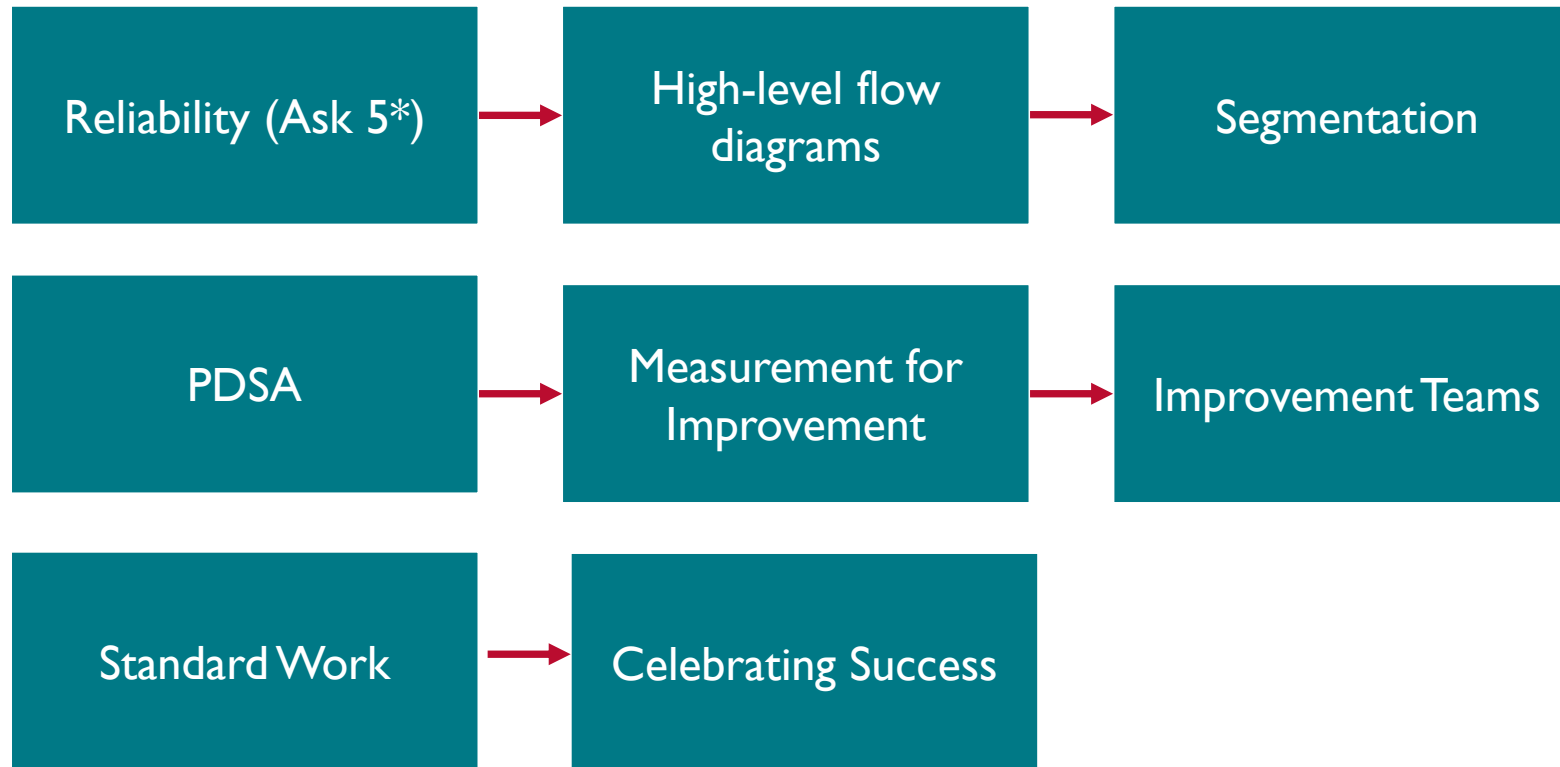 Reliability (Ask 5*)
High-level flow
diagrams
Segmentation
PDSA
Measurement for
Improvement
Improvement Teams
Standard Work
Celebrating Success